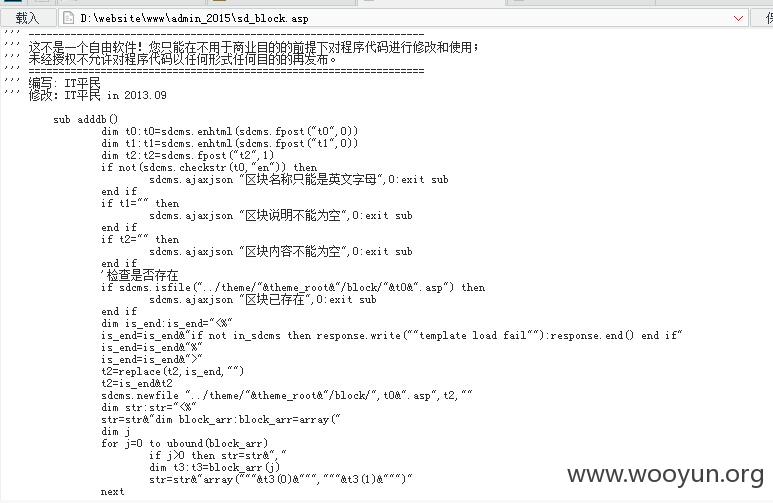 载入 D:\website\www\admin_2015\sd_block.asp 保
''' ==================================================================
''' 这不是一个自由软件！您只能在不用于商业目的的前提下对程序代码进行修改和使用；
''' 未经授权不允许对程序代码以任何形式任何目的的再发布。
''' ==================================================================
''' 编写: IT平民
''' 修改: IT平民 in 2013.09
sub adddb()
dim t0:t0=sdcms.enhtml(sdcms.fpost("t0",0))
dim t1:t1=sdcms.enhtml(sdcms.fpost("t1",0))
dim t2:t2=sdcms.fpost("t2",1)
if not(sdcms.checkstr(t0,"en")) then
sdcms.ajaxjson "区块名称只能是英文字母",0:exit sub
end if
if t1="" then
sdcms.ajaxjson "区块说明不能为空",0:exit sub
end if
if t2="" then
sdcms.ajaxjson "区块内容不能为空",0:exit sub
end if
'检查是否存在
if sdcms.isfile("../theme/"&theme_root&"/block/"&t0&".asp") then
sdcms.ajaxjson "区块已存在",0:exit sub
end if
dim is_end:is_end="<%"
is_end=is_end&"if not in_sdcms then response.write(""template load fail""):response.end() end if"
is_end=is_end&"%"
is_end=is_end&">"
t2=replace(t2,is_end,"")
t2=is_end&t2
sdcms.newfile "../theme/"&theme_root&"/block/",t0&".asp",t2,""
dim str:str="<%"
str=str&"dim block_arr:block_arr=array("
dim j
for j=0 to ubound(block_arr)
if j>0 then str=str&","
dim t3:t3=block_arr(j)
str=str&"array("""&t3(0)&""","""&t3(1)&""")"
next
www.wooyun.org